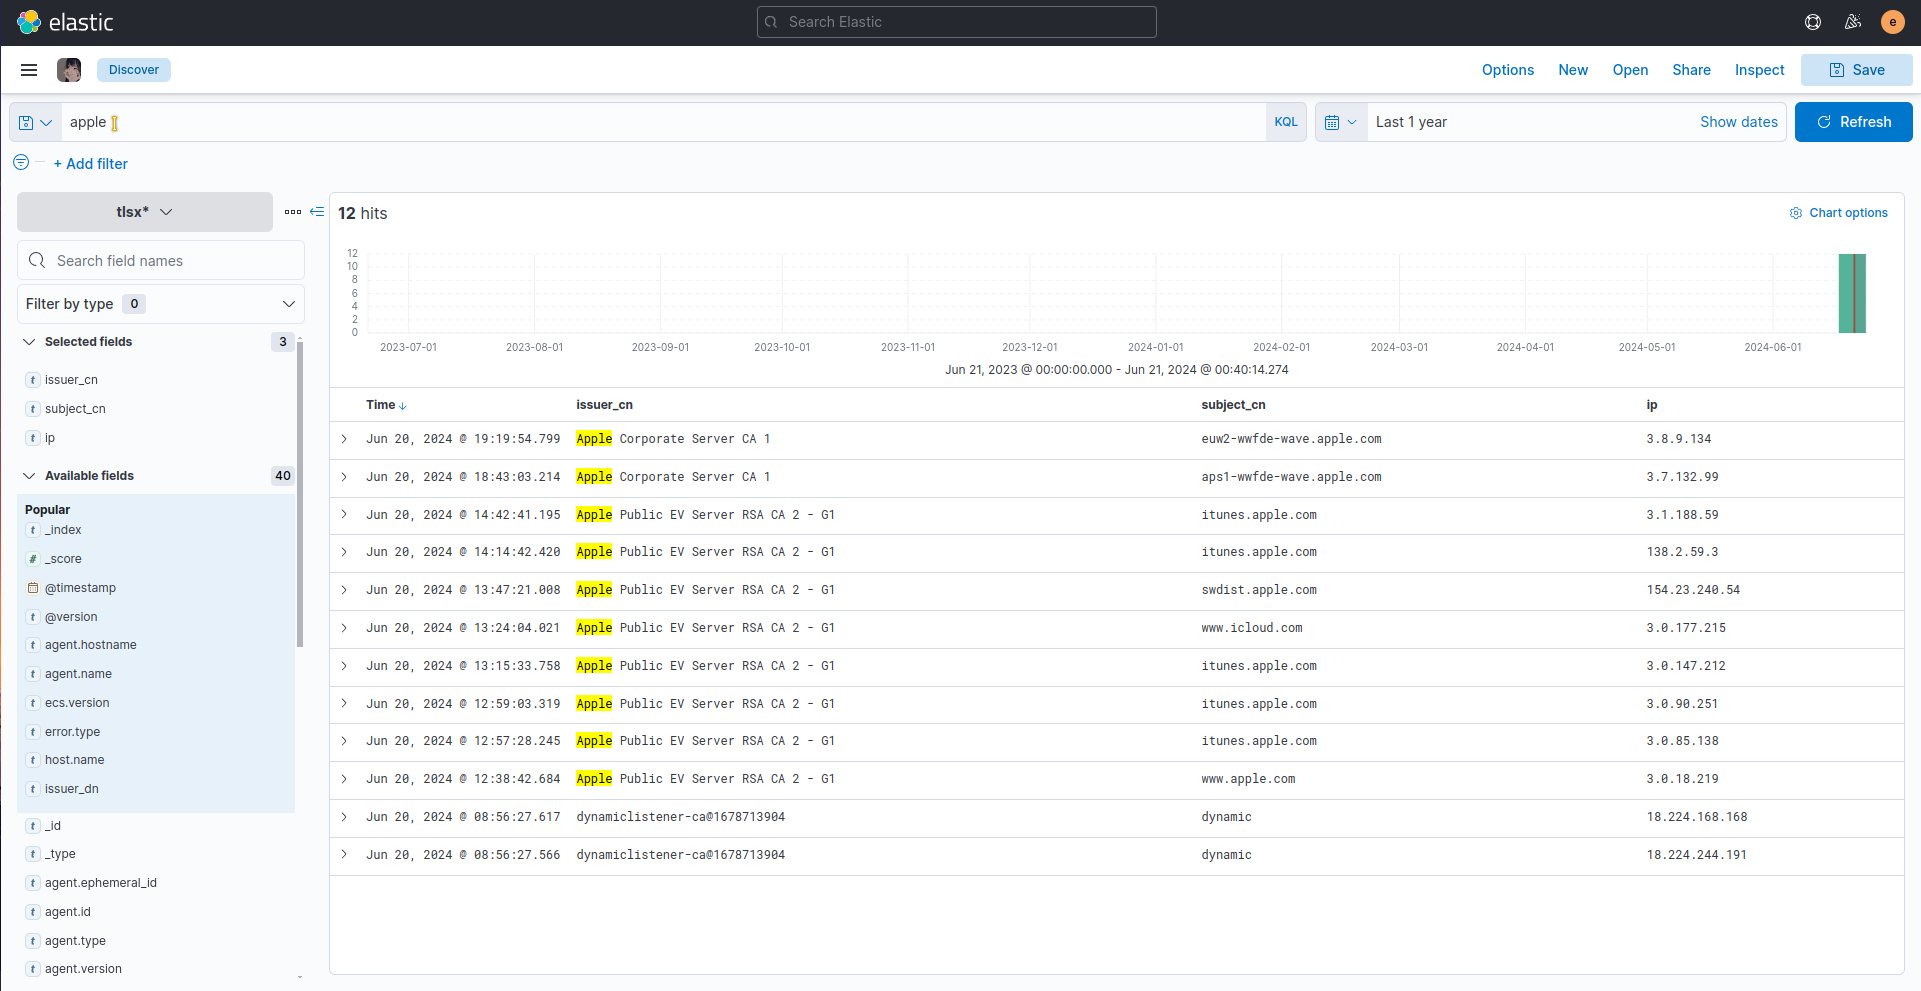 elastic
Search Elastic
e
Discover
Options New Open Share Inspect Save
apple
KQL
Last 1 year
Show dates
Refresh
+ Add filter
tlsx*
Search field names
Filter by type 0
Selected fields 3
t issuer_cn
t subject_cn
t ip
Available fields 40
Popular
t _index
# _score
@timestamp
t @version
t agent.hostname
t agent.name
t ecs.version
t error.type
t host.name
t issuer_dn
t _id
t _type
t agent.ephemeral_id
t agent.id
t agent.type
t agent.version
12 hits
Chart options
12
10
8
6
4
2
0
2023-07-01 2023-08-01 2023-09-01 2023-10-01 2023-11-01 2023-12-01 2024-01-01 2024-02-01 2024-03-01 2024-04-01 2024-05-01 2024-06-01
Jun 21, 2023 @ 00:00:00.000 - Jun 21, 2024 @ 00:40:14.274
Time issuer_cn subject_cn ip
Jun 20, 2024 @ 19:19:54.799 Apple Corporate Server CA 1 euw2-wwfde-wave.apple.com 3.8.9.134
Jun 20, 2024 @ 18:43:03.214 Apple Corporate Server CA 1 aps1-wwfde-wave.apple.com 3.7.132.99
Jun 20, 2024 @ 14:42:41.195 Apple Public EV Server RSA CA 2 - G1 itunes.apple.com 3.1.188.59
Jun 20, 2024 @ 14:14:42.420 Apple Public EV Server RSA CA 2 - G1 itunes.apple.com 138.2.59.3
Jun 20, 2024 @ 13:47:21.008 Apple Public EV Server RSA CA 2 - G1 swdist.apple.com 154.23.240.54
Jun 20, 2024 @ 13:24:04.021 Apple Public EV Server RSA CA 2 - G1 www.icloud.com 3.0.177.215
Jun 20, 2024 @ 13:15:33.758 Apple Public EV Server RSA CA 2 - G1 itunes.apple.com 3.0.147.212
Jun 20, 2024 @ 12:59:03.319 Apple Public EV Server RSA CA 2 - G1 itunes.apple.com 3.0.90.251
Jun 20, 2024 @ 12:57:28.245 Apple Public EV Server RSA CA 2 - G1 itunes.apple.com 3.0.85.138
Jun 20, 2024 @ 12:38:42.684 Apple Public EV Server RSA CA 2 - G1 www.apple.com 3.0.18.219
Jun 20, 2024 @ 08:56:27.617 dynamiclistener-ca@1678713904 dynamic 18.224.168.168
Jun 20, 2024 @ 08:56:27.566 dynamiclistener-ca@1678713904 dynamic 18.224.244.191